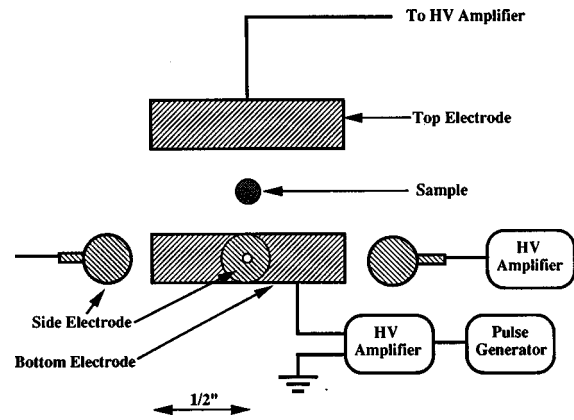 To HV Amplifier
Top Electrode
Sample
HV
Amplifier
Side Electrode
Bottom Electrode
HV
Amplifier
Pulse
Generator
1/2"